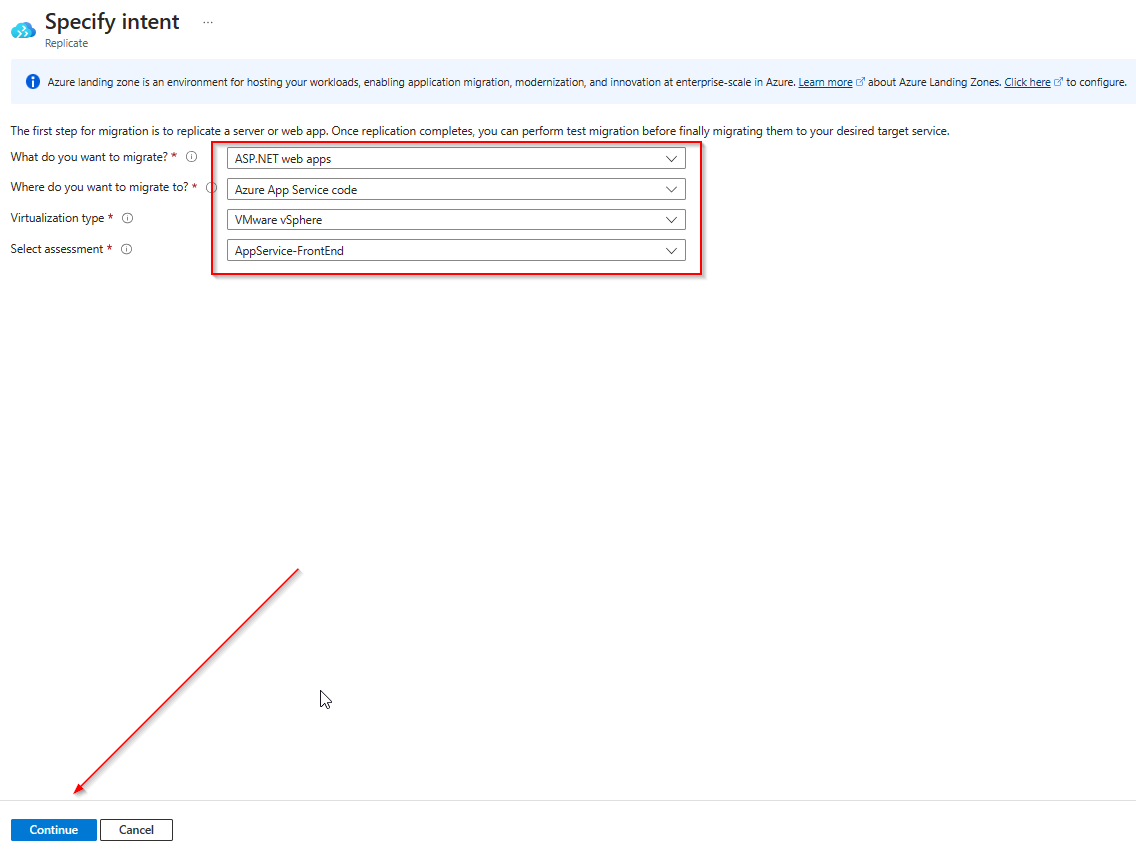 Specify intent ...
Replicate
Azure landing zone is an environment for hosting your workloads, enabling application migration, modernization, and innovation at enterprise-scale in Azure. Learn more about Azure Landing Zones. Click here to configure.
The first step for migration is to replicate a server or web app. Once replication completes, you can perform test migration before finally migrating them to your desired target service.
What do you want to migrate? * ASP.NET web apps
Where do you want to migrate to? * Azure App Service code
Virtualization type * VMware vSphere
Select assessment * AppService-FrontEnd
Continue Cancel